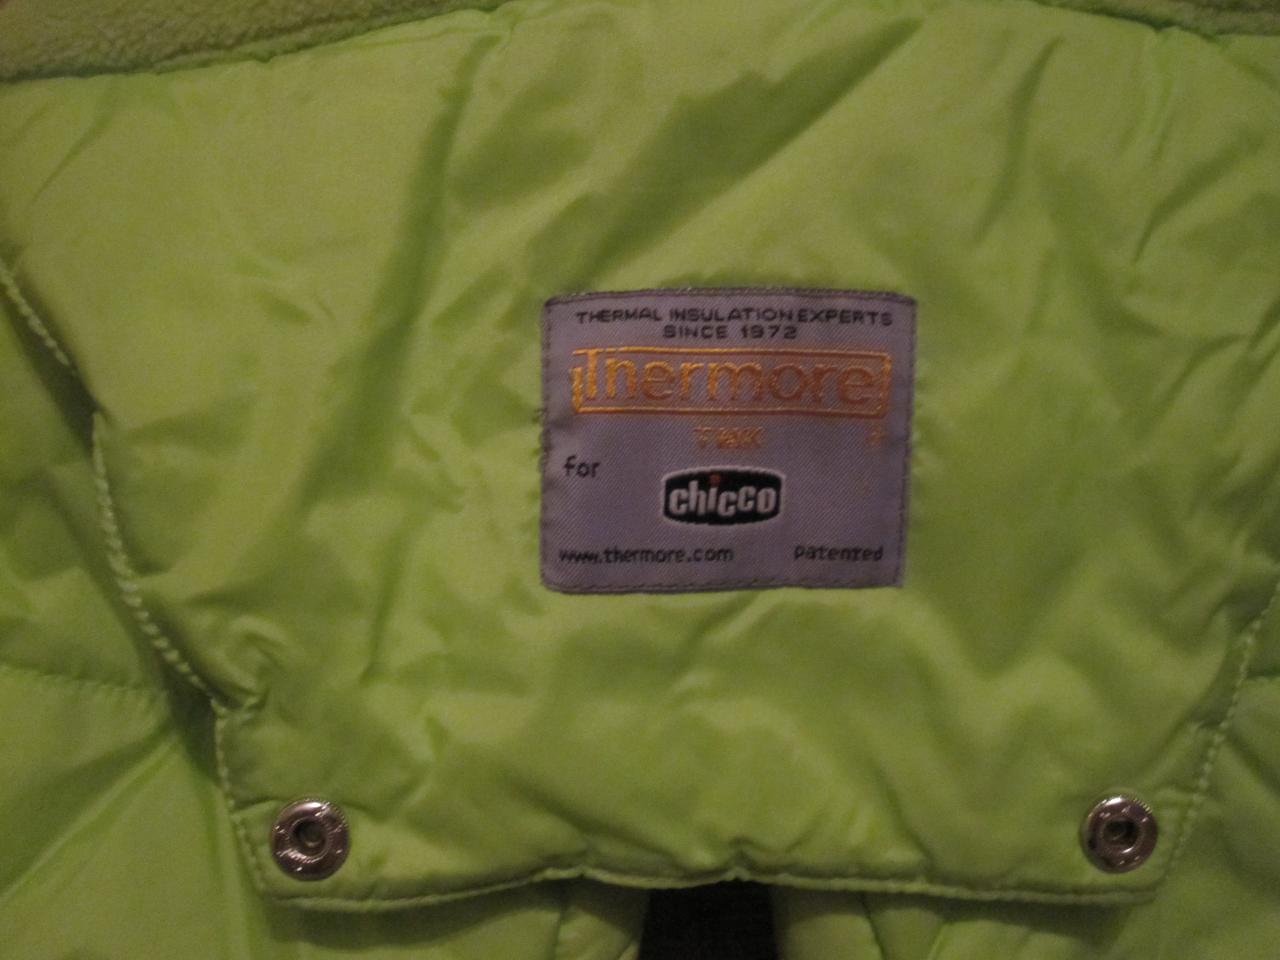 THERMAL INSULATION EXPERTS
SINCE 1972
Thermore
for
chicco
www.thermore.com Patented